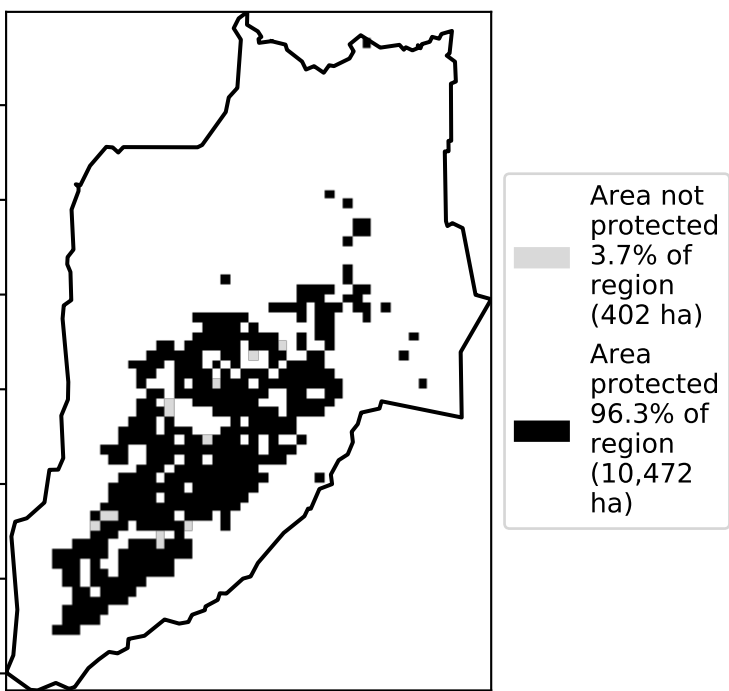 Area not
protected
3.7% of
region
(402 ha)
Area
protected
96.3% of
region
(10,472
ha)